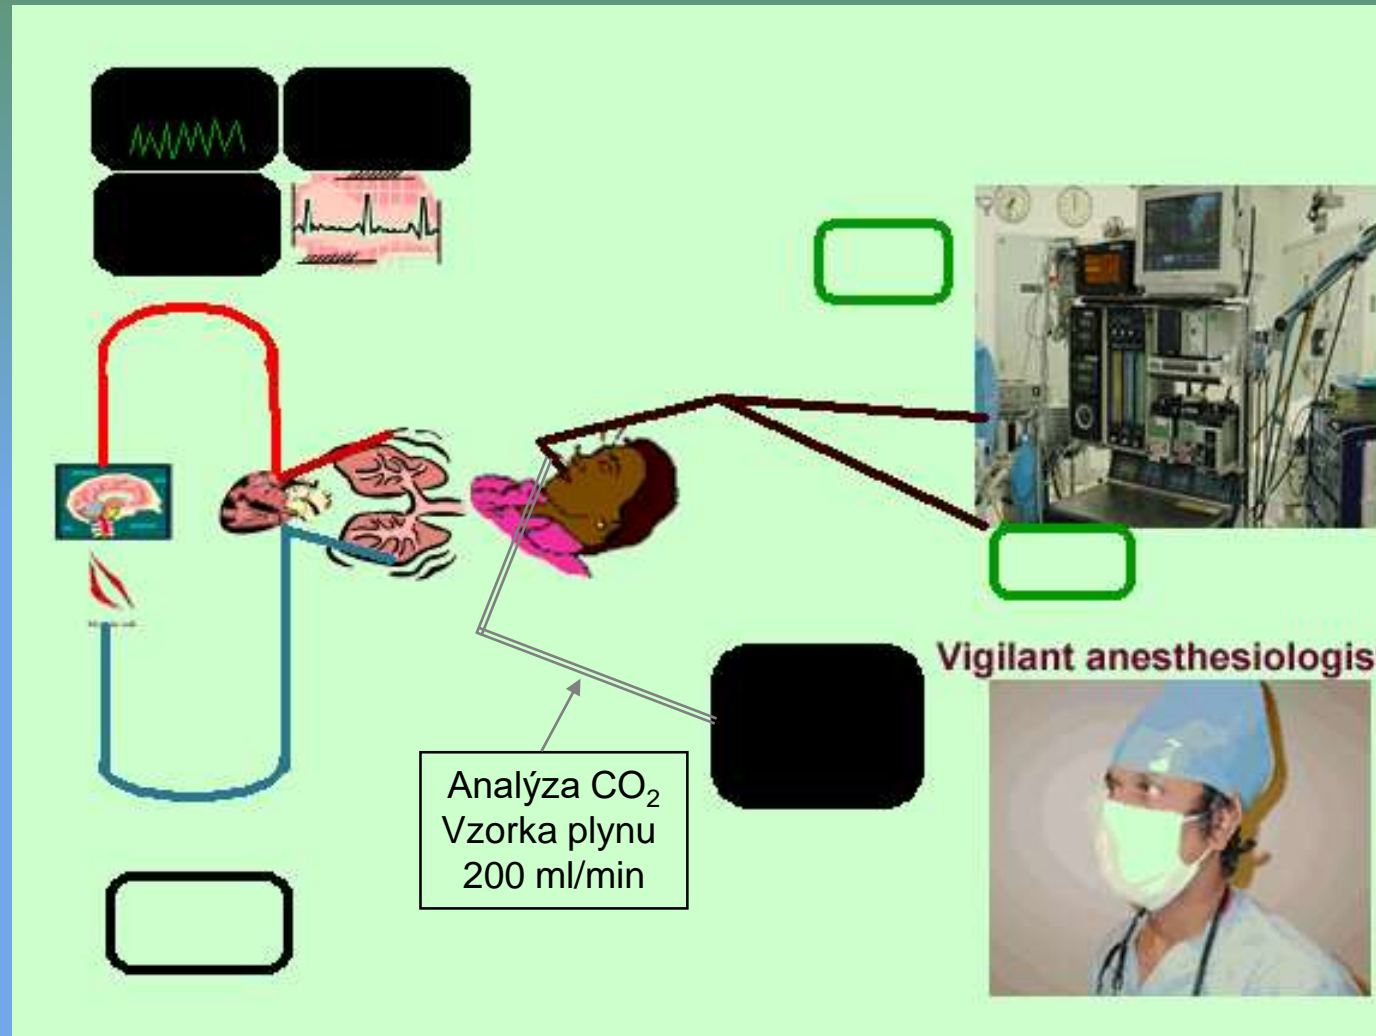 Vigilant anesthesiologis
Analýza CO₂
Vzorka plynu
200 ml/min